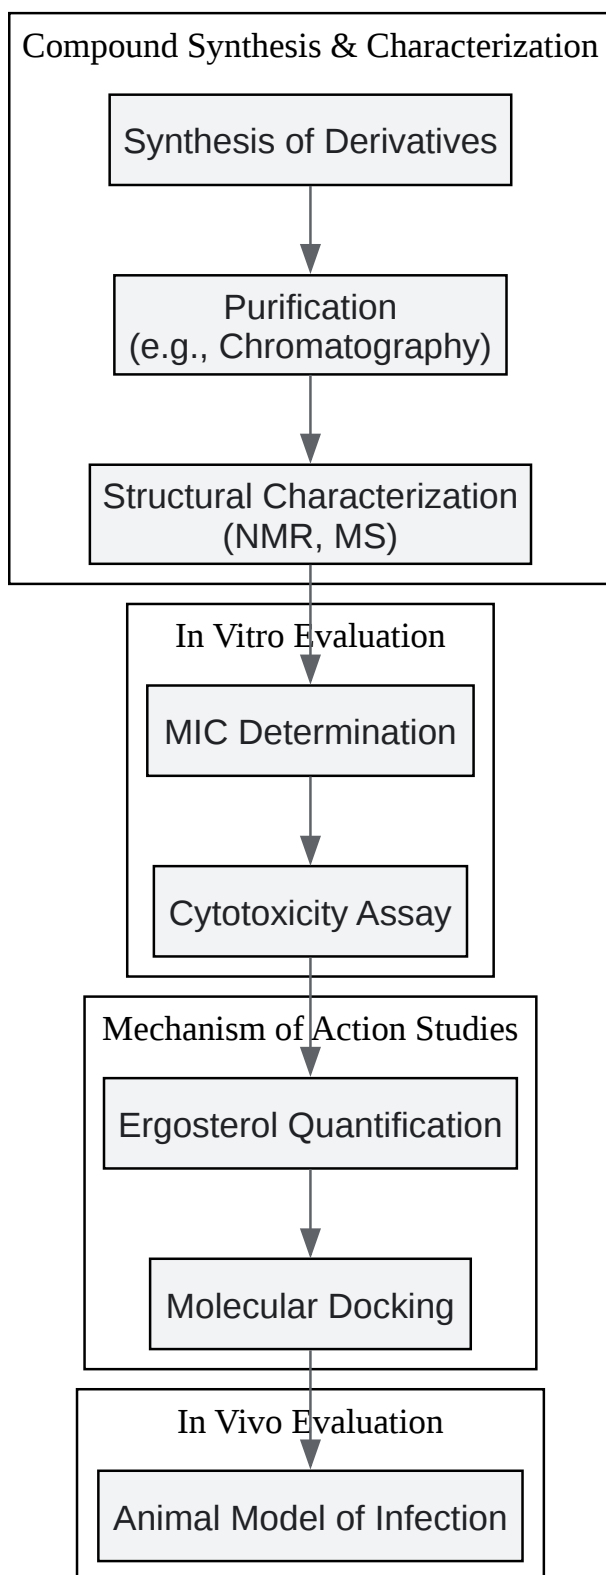 Compound Synthesis & Characterization
Synthesis of Derivatives
Purification
(e.g., Chromatography)
Structural Characterization
(NMR, MS)
In Vitro Evaluation
MIC Determination
Cytotoxicity Assay
Mechanism of Action Studies
Ergosterol Quantification
Molecular Docking
In Vivo Evaluation
Animal Model of Infection